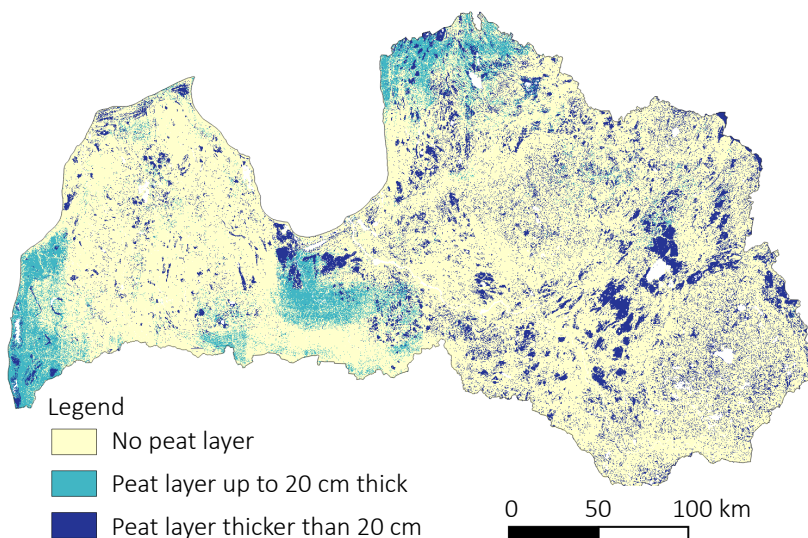 Legend
No peat layer
Peat layer up to 20 cm thick
Peat layer thicker than 20 cm
0 50 100 km